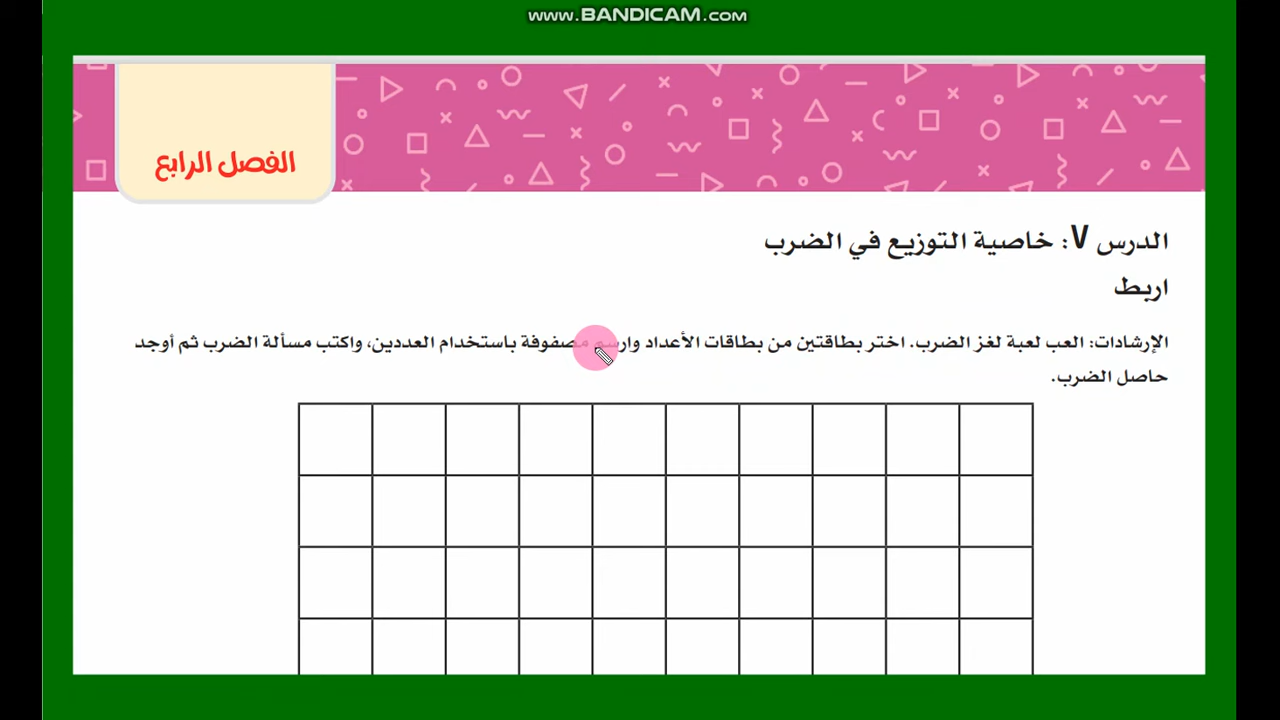 WWW.BANDICAM.COM
الفصل الرابع
الدرس ٧: خاصية التوزيع في الضرب
اربط
الإرشادات: العب لعبة لغز الضرب. اختر بطاقتين من بطاقات الأعداد وارسم مصفوفة باستخدام العددين، واكتب مسألة الضرب ثم أوجد
حاصل الضرب.